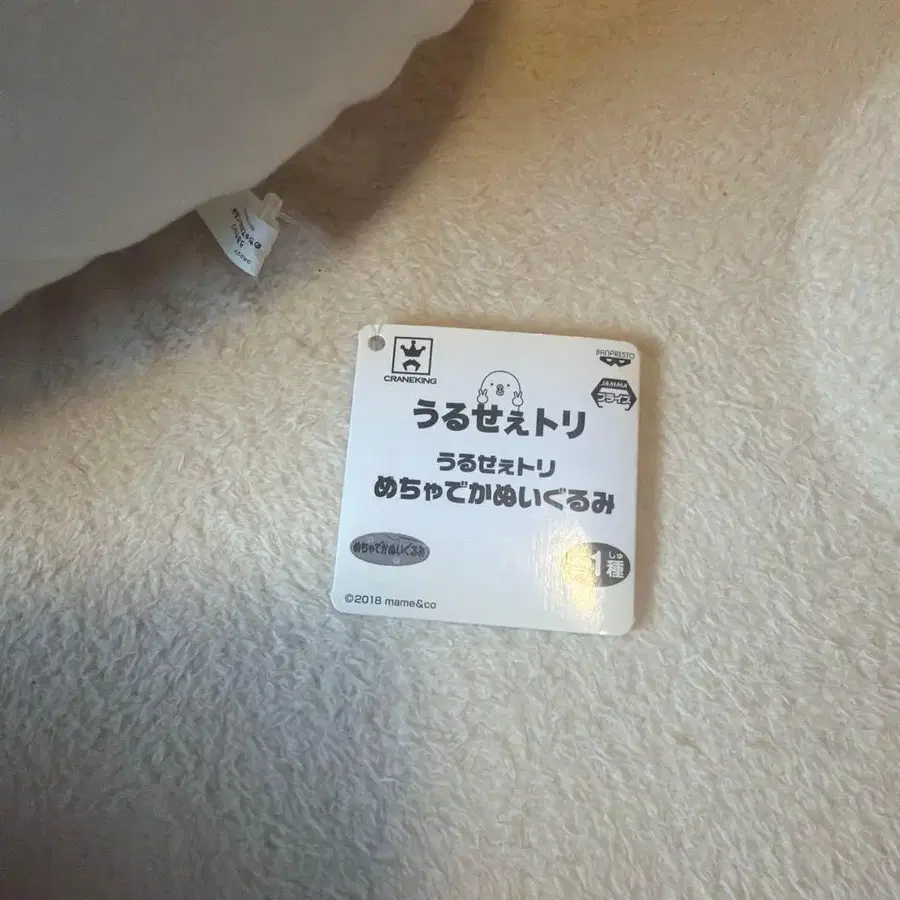 CRANEKING
BANPRESTO
JAMMA
プライズ
うるせぇトリ
うるせぇトリ
めちゃでかぬいぐるみ
めちゃでかぬいぐるみ
1種
しゅ
©2018 mame&co